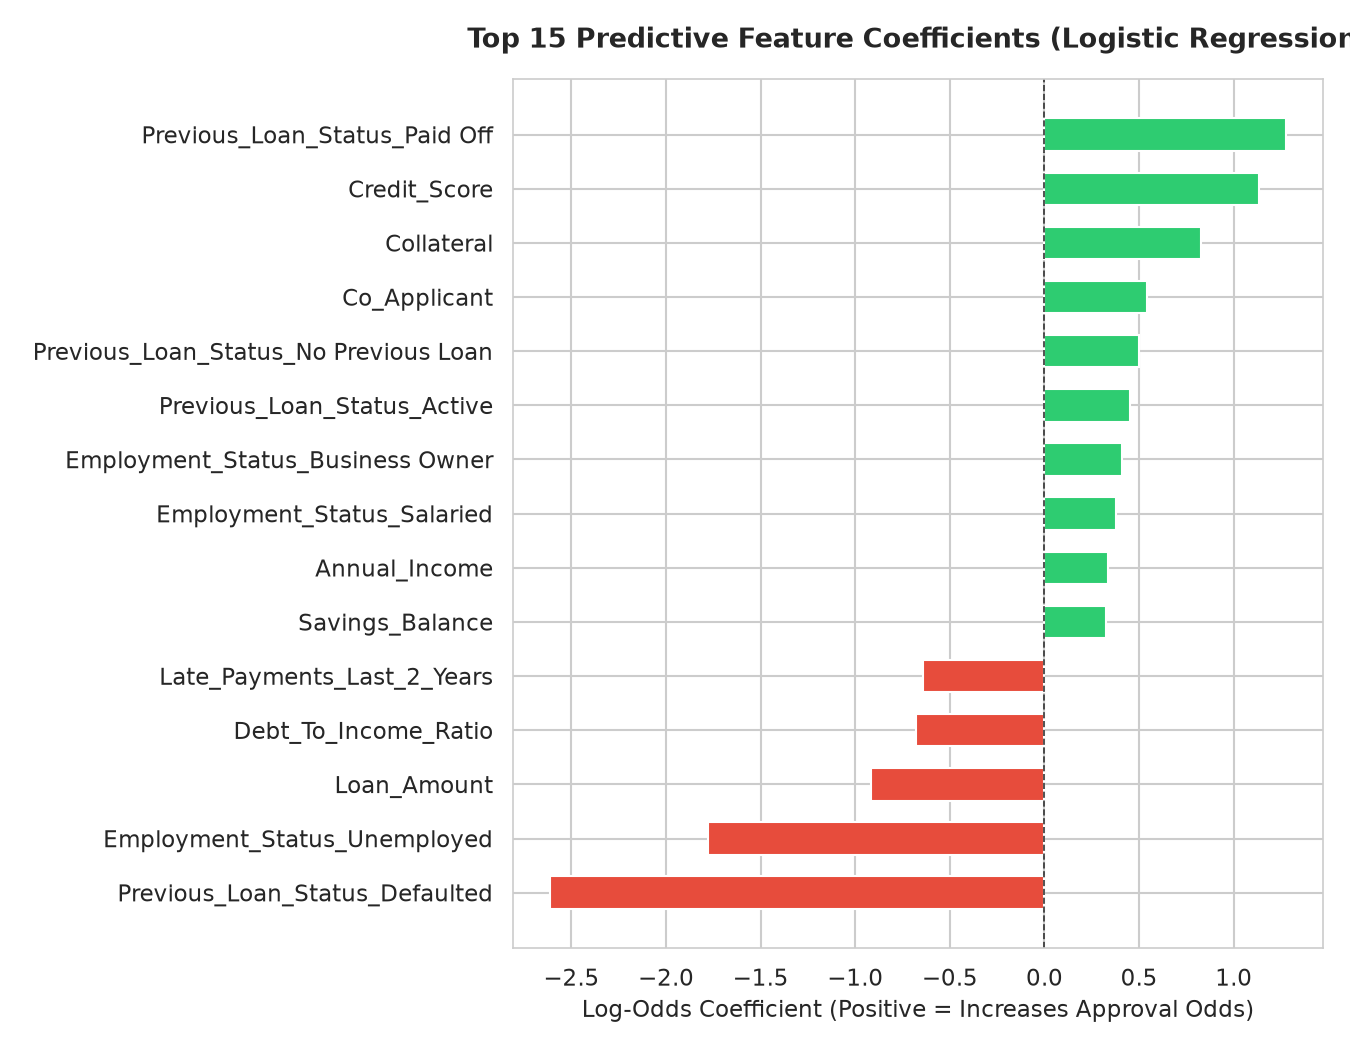 Top 15 Predictive Feature Coefficients (Logistic Regression
Previous_Loan_Status_Paid Off
Credit_Score
Collateral
Co_Applicant
Previous_Loan_Status_No Previous Loan
Previous_Loan_Status_Active
Employment_Status_Business Owner
Employment_Status_Salaried
Annual_Income
Savings_Balance
Late_Payments_Last_2_Years
Debt_To_Income_Ratio
Loan_Amount
Employment_Status_Unemployed
Previous_Loan_Status_Defaulted
−2.5 −2.0 −1.5 −1.0 −0.5 0.0 0.5 1.0
Log-Odds Coefficient (Positive = Increases Approval Odds)